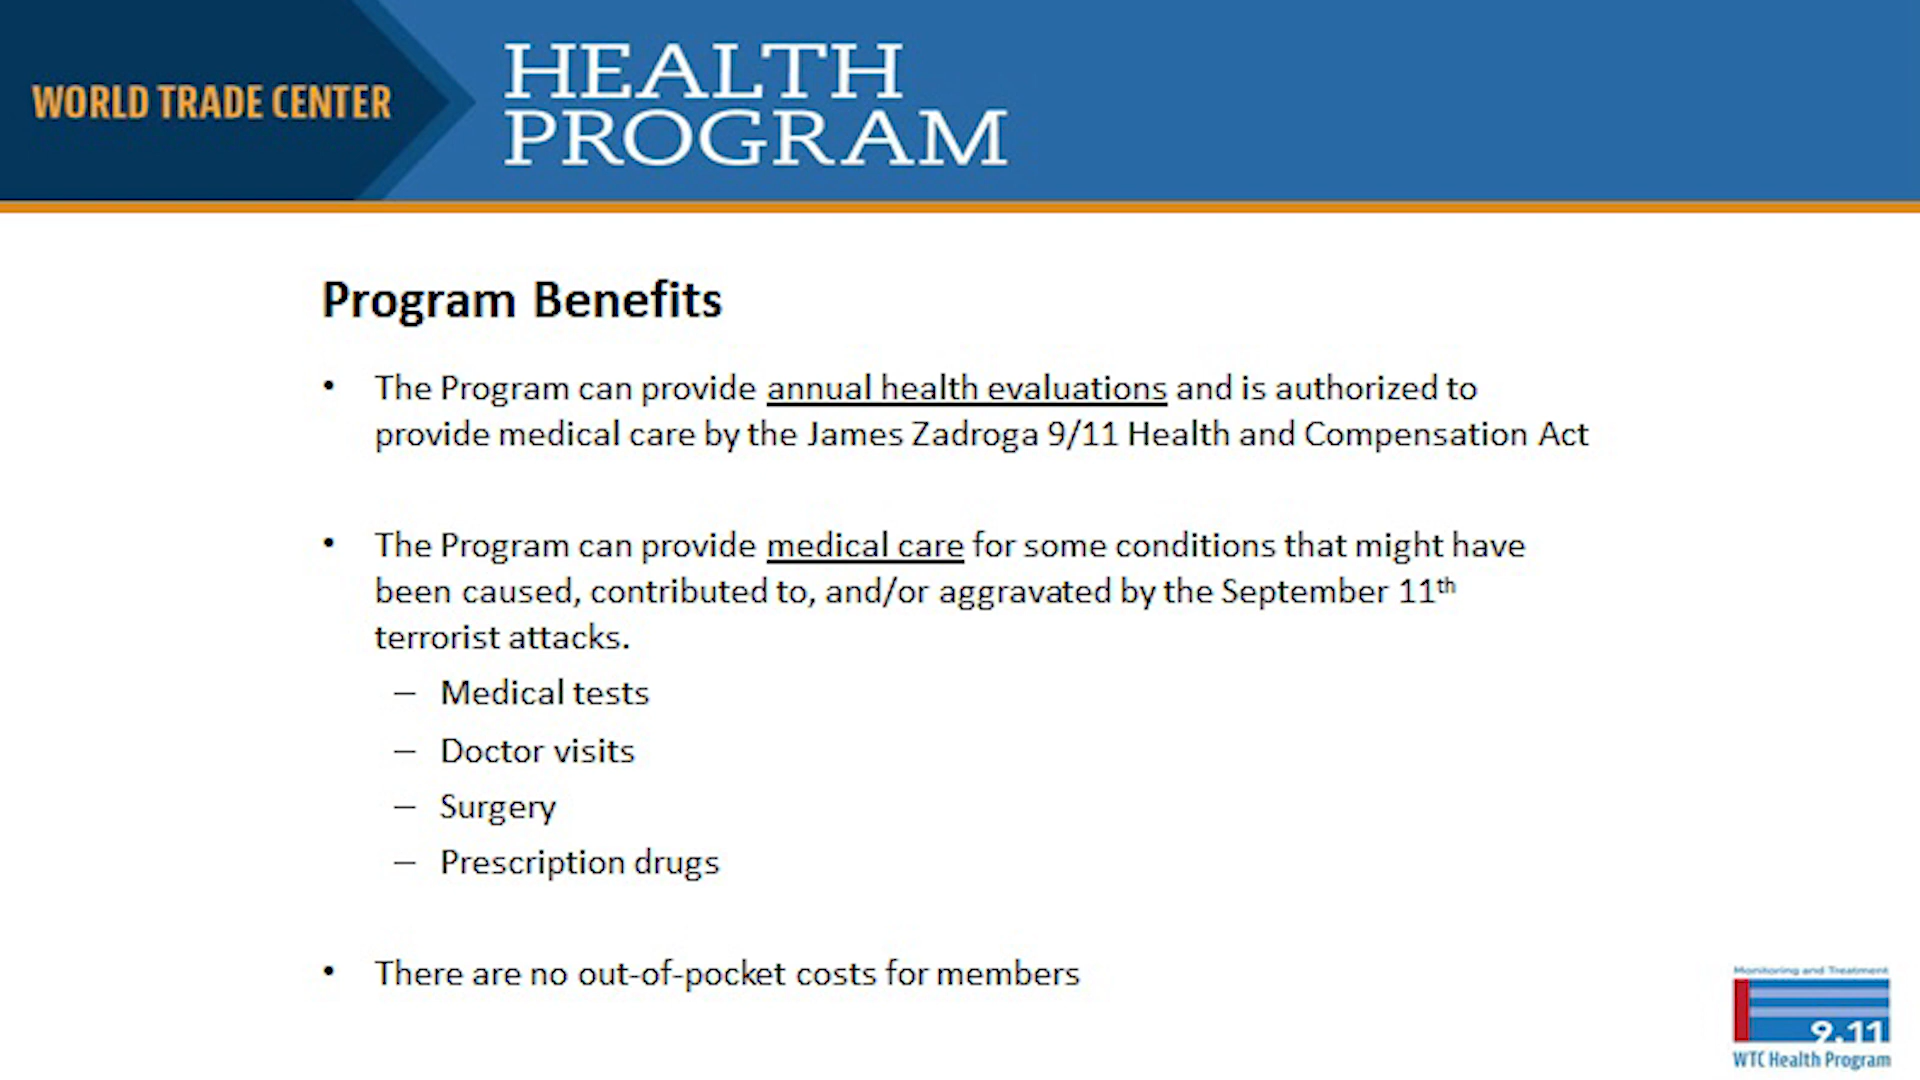 WORLD TRADE CENTER
HEALTH
PROGRAM
Program Benefits
• The Program can provide annual health evaluations and is authorized to
provide medical care by the James Zadroga 9/11 Health and Compensation Act
• The Program can provide medical care for some conditions that might have
been caused, contributed to, and/or aggravated by the September 11th
terrorist attacks.
– Medical tests
– Doctor visits
– Surgery
– Prescription drugs
• There are no out-of-pocket costs for members
Monitoring and Treatment
9.11
WTC Health Program